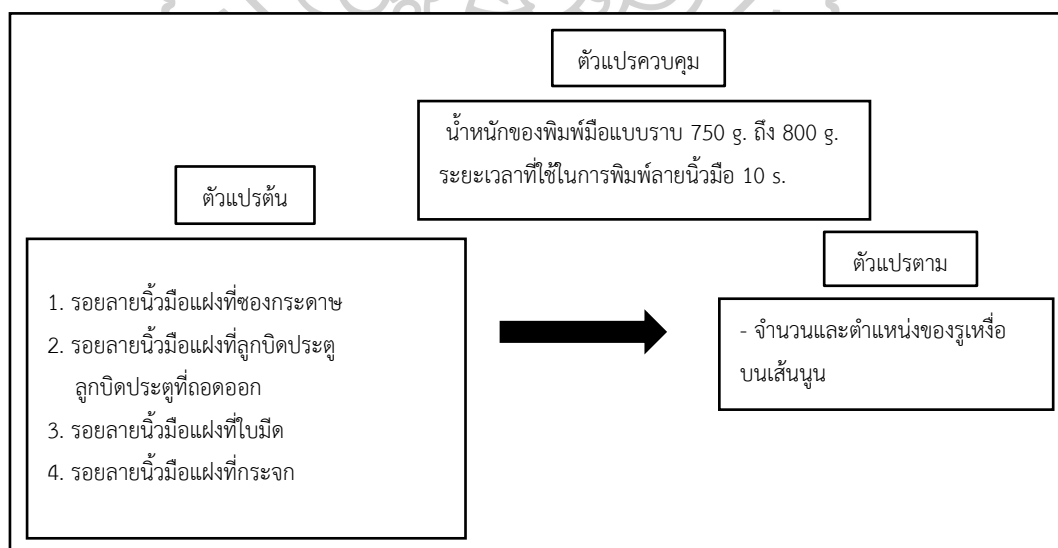 ตัวแปรควบคุม
น้ำหนักของพิมพ์มือแบบราบ 750 g. ถึง 800 g.
ระยะเวลาที่ใช้ในการพิมพ์ลายนิ้วมือ 10 s.
ตัวแปรต้น
1. รอยลายนิ้วมือแฝงที่ซองกระดาษ
2. รอยลายนิ้วมือแฝงที่ลูกบิดประตู
ลูกบิดประตูที่ถอดออก
3. รอยลายนิ้วมือแฝงที่ใบมีด
4. รอยลายนิ้วมือแฝงที่กระจก
ตัวแปรตาม
- จำนวนและตำแหน่งของรูเหงื่อ
บนเส้นนูน